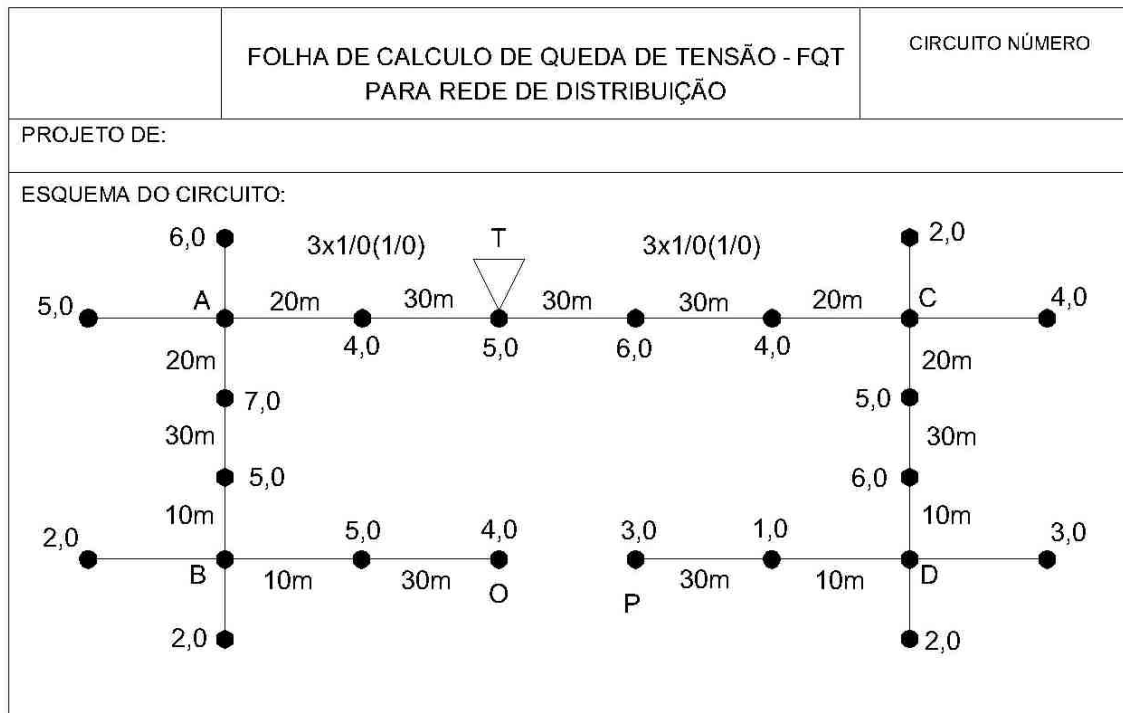 FOLHA DE CALCULO DE QUEDA DE TENSÃO - FQT
PARA REDE DE DISTRIBUIÇÃO
CIRCUITO NÚMERO
PROJETO DE:
ESQUEMA DO CIRCUITO:
6,0 3x1/0(1/0) T 3x1/0(1/0) 2,0
5,0 A 20m 30m 30m 30m 20m C 4,0
4,0 5,0 6,0 4,0
20m 20m
7,0 5,0
30m 30m
5,0 6,0
10m 10m
2,0 5,0 4,0 3,0 1,0 3,0
B 10m 30m O P 30m 10m D
2,0 2,0